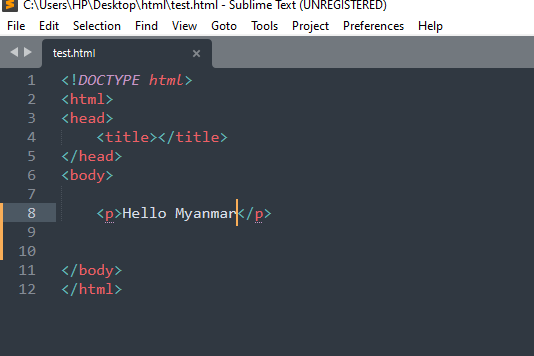 C:\Users\HP\Desktop\html\test.html - Sublime Text (UNREGISTERED)
File Edit Selection Find View Goto Tools Project Preferences Help
test.html
1 <!DOCTYPE html>
2 <html>
3 <head>
4 <title></title>
5 </head>
6 <body>
7
8 <p>Hello Myanmar</p>
9
10
11 </body>
12 </html>